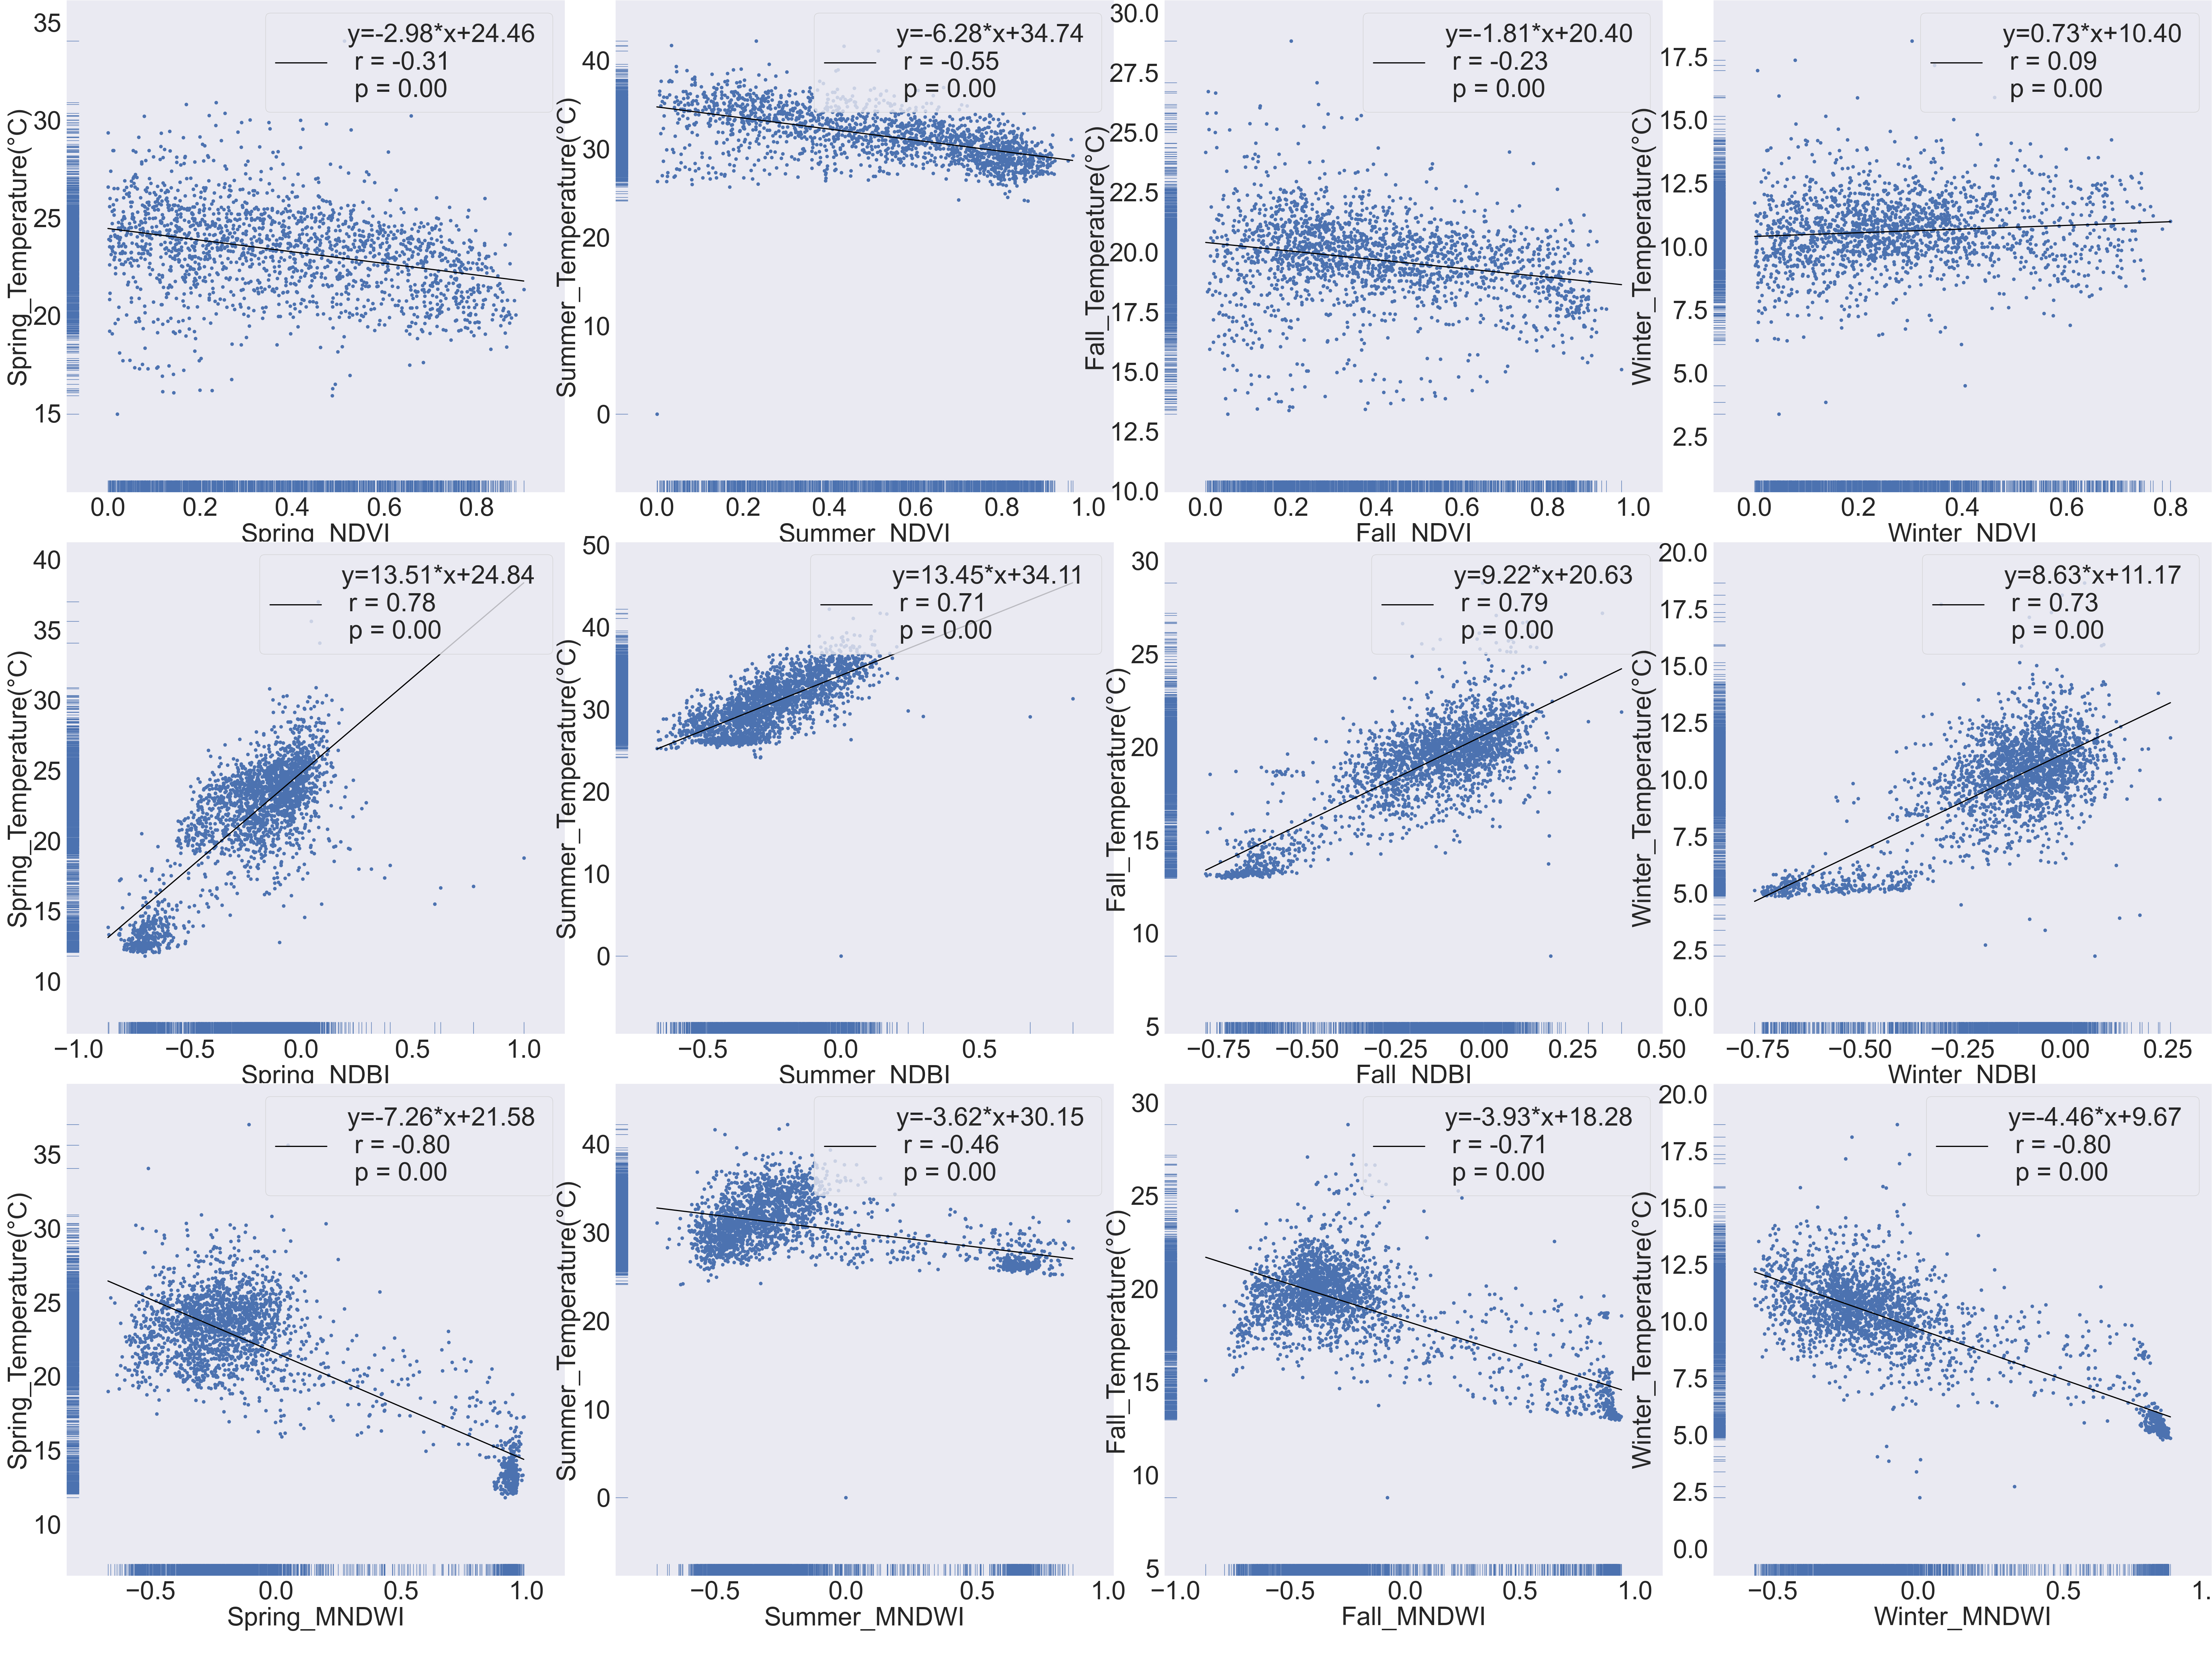 y=-2.98*x+24.46
r = -0.31
p = 0.00
Spring_Temperature(°C)
35
30
25
20
15
0.0 0.2 0.4 0.6 0.8
Spring_NDVI
y=-6.28*x+34.74
r = -0.55
p = 0.00
Summer_Temperature(°C)
40
30
20
10
0
0.0 0.2 0.4 0.6 0.8 1.0
Summer_NDVI
y=-1.81*x+20.40
r = -0.23
p = 0.00
Fall_Temperature(°C)
30.0
27.5
25.0
22.5
20.0
17.5
15.0
12.5
10.0
0.0 0.2 0.4 0.6 0.8 1.0
Fall_NDVI
y=0.73*x+10.40
r = 0.09
p = 0.00
Winter_Temperature(°C)
17.5
15.0
12.5
10.0
7.5
5.0
2.5
0.0 0.2 0.4 0.6 0.8
Winter_NDVI
y=13.51*x+24.84
r = 0.78
p = 0.00
Spring_Temperature(°C)
40
35
30
25
20
15
10
−1.0 −0.5 0.0 0.5 1.0
Spring_NDBI
y=13.45*x+34.11
r = 0.71
p = 0.00
Summer_Temperature(°C)
50
40
30
20
10
0
−0.5 0.0 0.5
Summer_NDBI
y=9.22*x+20.63
r = 0.79
p = 0.00
Fall_Temperature(°C)
30
25
20
15
10
5
−0.75 −0.50 −0.25 0.00 0.25 0.50
Fall_NDBI
y=8.63*x+11.17
r = 0.73
p = 0.00
Winter_Temperature(°C)
20.0
17.5
15.0
12.5
10.0
7.5
5.0
2.5
0.0
−0.75 −0.50 −0.25 0.00 0.25
Winter_NDBI
y=-7.26*x+21.58
r = -0.80
p = 0.00
Spring_Temperature(°C)
35
30
25
20
15
10
−0.5 0.0 0.5 1.0
Spring_MNDWI
y=-3.62*x+30.15
r = -0.46
p = 0.00
Summer_Temperature(°C)
40
30
20
10
0
−0.5 0.0 0.5 1.0
Summer_MNDWI
y=-3.93*x+18.28
r = -0.71
p = 0.00
Fall_Temperature(°C)
30
25
20
15
10
5
−1.0 −0.5 0.0 0.5 1.0
Fall_MNDWI
y=-4.46*x+9.67
r = -0.80
p = 0.00
Winter_Temperature(°C)
20.0
17.5
15.0
12.5
10.0
7.5
5.0
2.5
0.0
−0.5 0.0 0.5 1.
Winter_MNDWI